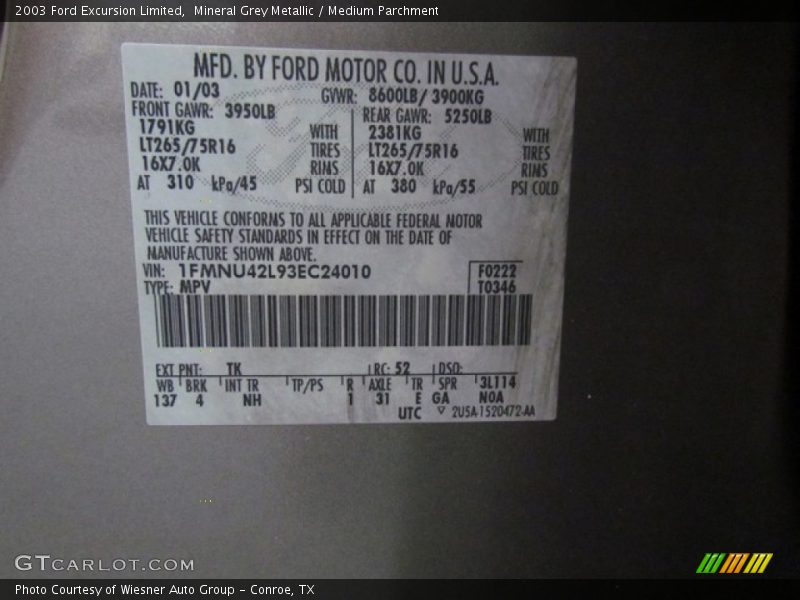 2003 Ford Excursion Limited,  Mineral Grey Metallic / Medium Parchment
MFD. BY FORD MOTOR CO. IN U.S.A.
DATE: 01/03 GVWR: 8600LB/ 3900KG
FRONT GAWR: 3950LB REAR GAWR: 5250LB
1791KG WITH 2381KG WITH
LT265/75R16 TIRES LT265/75R16 TIRES
16X7.0K RIMS 16X7.0K RIMS
AT 310 kPa/45 PSI COLD AT 380 kPa/55 PSI COLD
THIS VEHICLE CONFORMS TO ALL APPLICABLE FEDERAL MOTOR
VEHICLE SAFETY STANDARDS IN EFFECT ON THE DATE OF
MANUFACTURE SHOWN ABOVE.
VIN: 1FMNU42L93EC24010 F0222
TYPE: MPV T0346
EXT PNT: TK RC: 52 DSO:
WB BRK INT TR TP/PS R AXLE TR SPR 3L114
137 4 NH 1 31 E GA NOA
UTC 2U5A-1520472-AA
GTCARLOT.COM
Photo Courtesy of Wiesner Auto Group - Conroe, TX